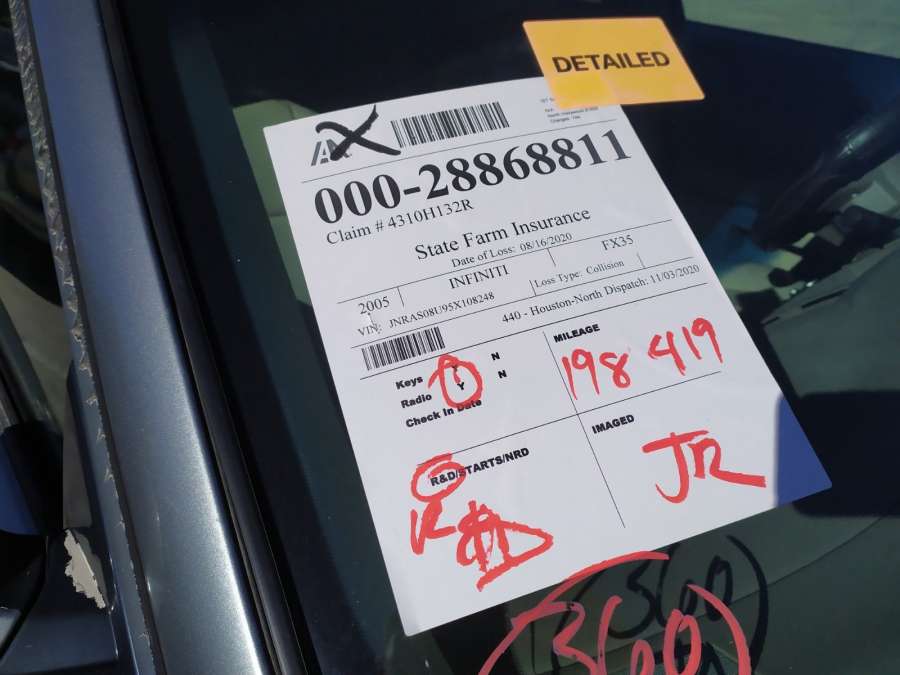 DETAILED
000-28868811
Claim # 4310H132R
State Farm Insurance
Date of Loss: 08/16/2020
2005 INFINITI FX35
VIN: JNRAS08U95X108248 Loss Type: Collision
440 - Houston-North Dispatch: 11/03/2020
Keys Y N
Radio Y N
Check In Date
MILEAGE
198 419
R&D/STARTS/NRD
IMAGED
JR
360
360